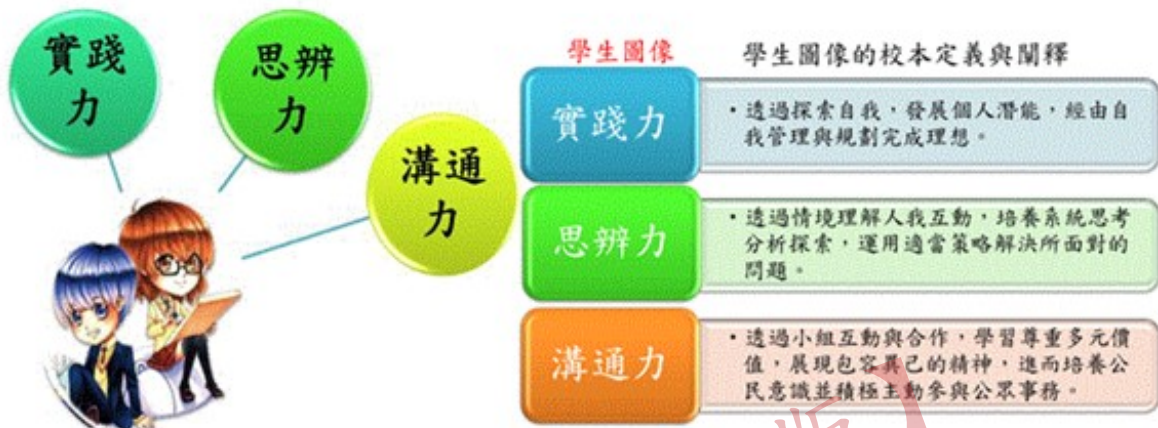 實踐
力
思辨
力
溝通
力
學生圖像
學生圖像的校本定義與闡釋
實踐力
・透過探索自我，發展個人潛能，經由自
我管理與規劃完成理想。
思辨力
・透過情境理解人我互動，培養系統思考
分析探索，運用適當策略解決所面對的
問題。
溝通力
・透過小組互動與合作，學習尊重多元價
值，展現包容異己的精神，進而培養公
民意識並積極主動參與公眾事務。